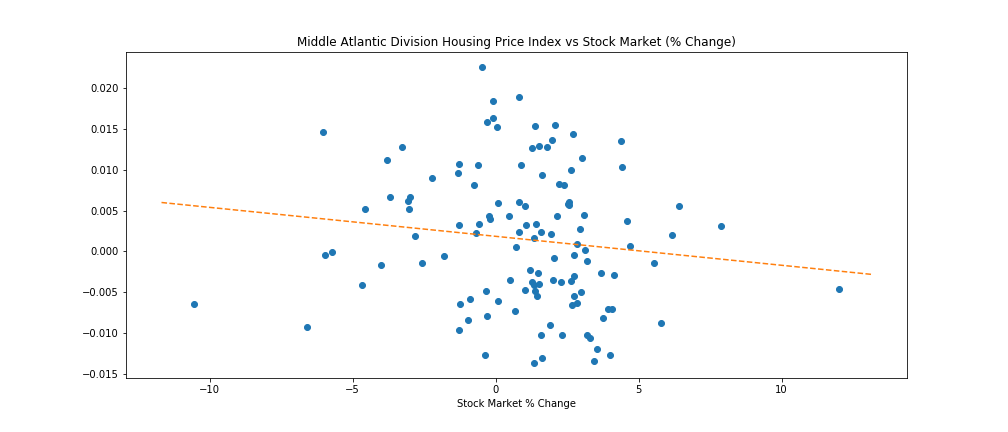 Middle Atlantic Division Housing Price Index vs Stock Market (% Change)
0.020
0.015
0.010
0.005
0.000
−0.005
−0.010
−0.015
−10 −5 0 5 10
Stock Market % Change